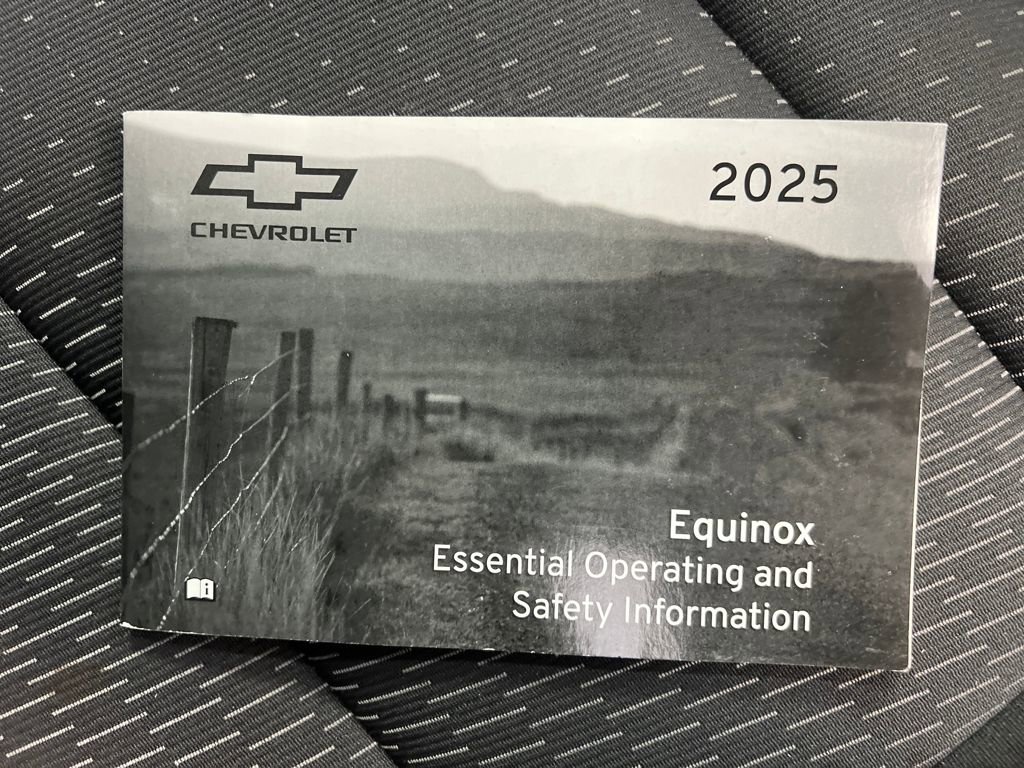 CHEVROLET
2025
Equinox
Essential Operating and
Safety Information